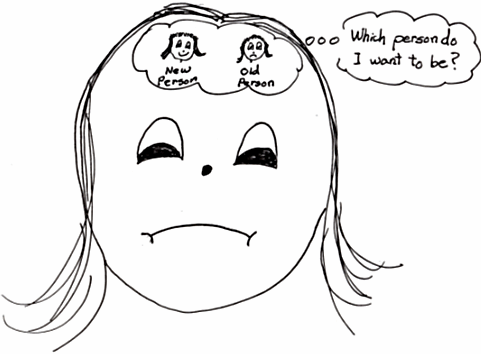 Which person do
I want to be?
New
Person
Old
Person